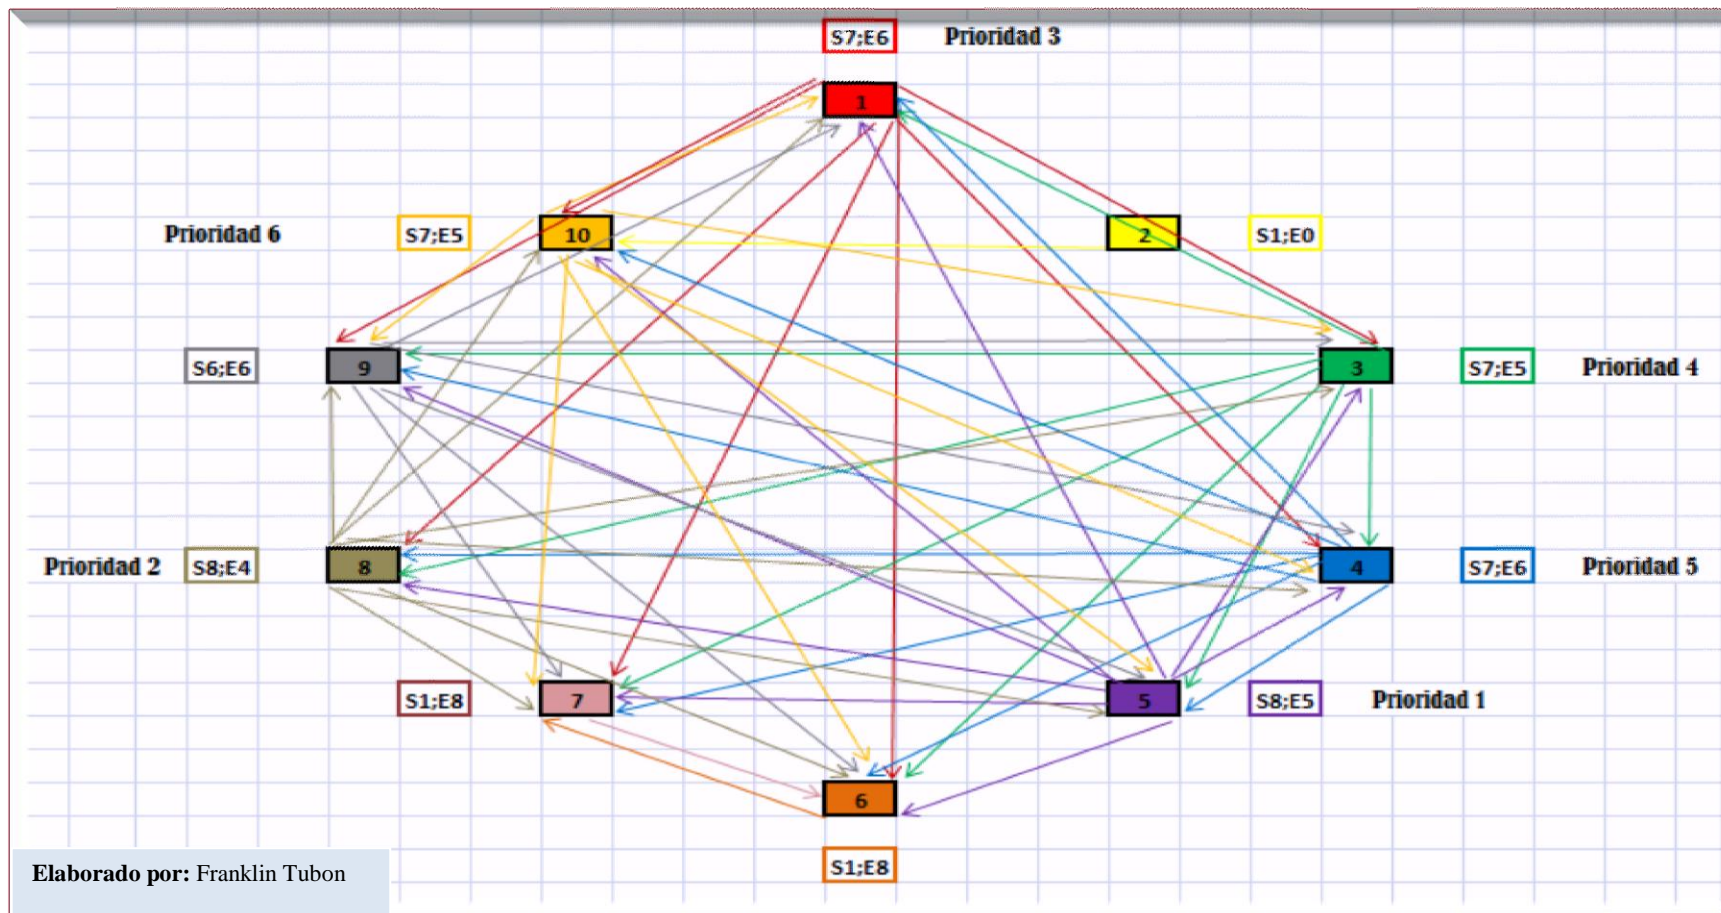 S7;E6 Prioridad 3
1
Prioridad 6 S7;E5 10 2 S1;E0
S6;E6 9 3 S7;E5 Prioridad 4
Prioridad 2 S8;E4 8 4 S7;E6 Prioridad 5
S1;E8 7 5 S8;E5 Prioridad 1
6
S1;E8
Elaborado por: Franklin Tubon